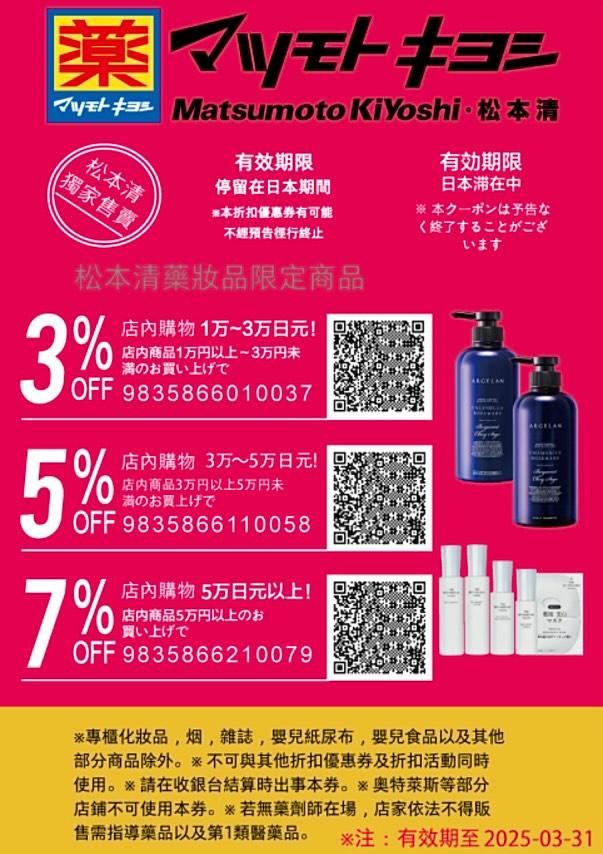 薬
マツモトキヨシ
マツモトキヨシ
Matsumoto KiYoshi・松本清
松本清
獨家售賣
有效期限
停留在日本期間
※本折扣優惠券有可能
不經預告徑行終止
有効期限
日本滞在中
※ 本クーポンは予告な
く終了することがござ
います
松本清藥妝品限定商品
3% OFF
店內購物 1万~3万日元!
店内商品1万円以上~3万円未
満のお買い上げで
9835866010037
5% OFF
店內購物 3万~5万日元!
店内商品3万円以上5万円未
満のお買上げで
9835866110058
7% OFF
店內購物 5万日元以上!
店内商品5万円以上のお
買い上げで
9835866210079
ARGELAN
ARGELAN
マスク
※專櫃化妝品,烟,雜誌,嬰兒紙尿布,嬰兒食品以及其他
部分商品除外。※ 不可與其他折扣優惠券及折扣活動同時
使用。※ 請在收銀台結算時出事本券。※ 奧特萊斯等部分
店鋪不可使用本券。※ 若無藥劑師在場,店家依法不得販
售需指導藥品以及第1類醫藥品。
※注:有效期至 2025-03-31